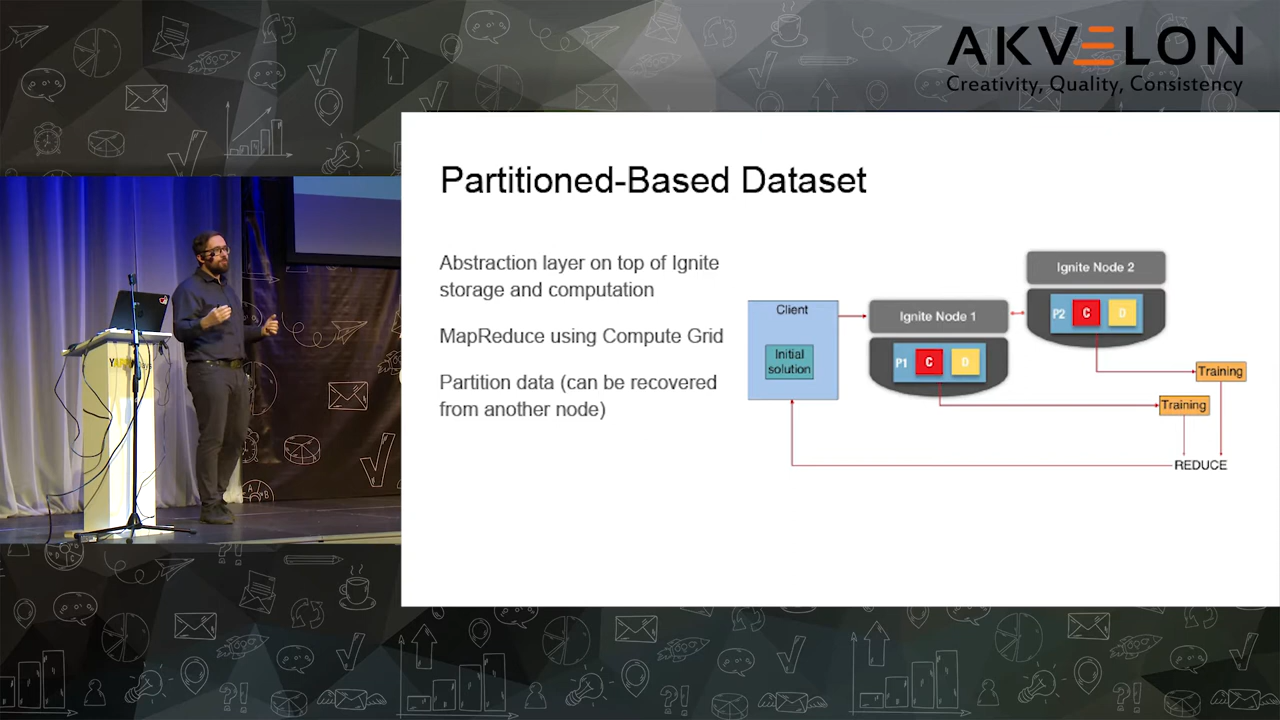 AKVELON
Creativity, Quality, Consistency
Partitioned-Based Dataset
Abstraction layer on top of Ignite
storage and computation
MapReduce using Compute Grid
Partition data (can be recovered
from another node)
Client
Initial
solution
Ignite Node 1
P1
C
D
Ignite Node 2
P2
C
D
Training
Training
REDUCE